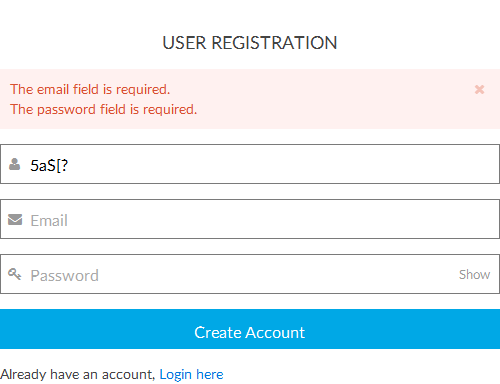 USER REGISTRATION
The email field is required.
The password field is required.
5aS[?
Email
Password Show
Create Account
Already have an account, Login here